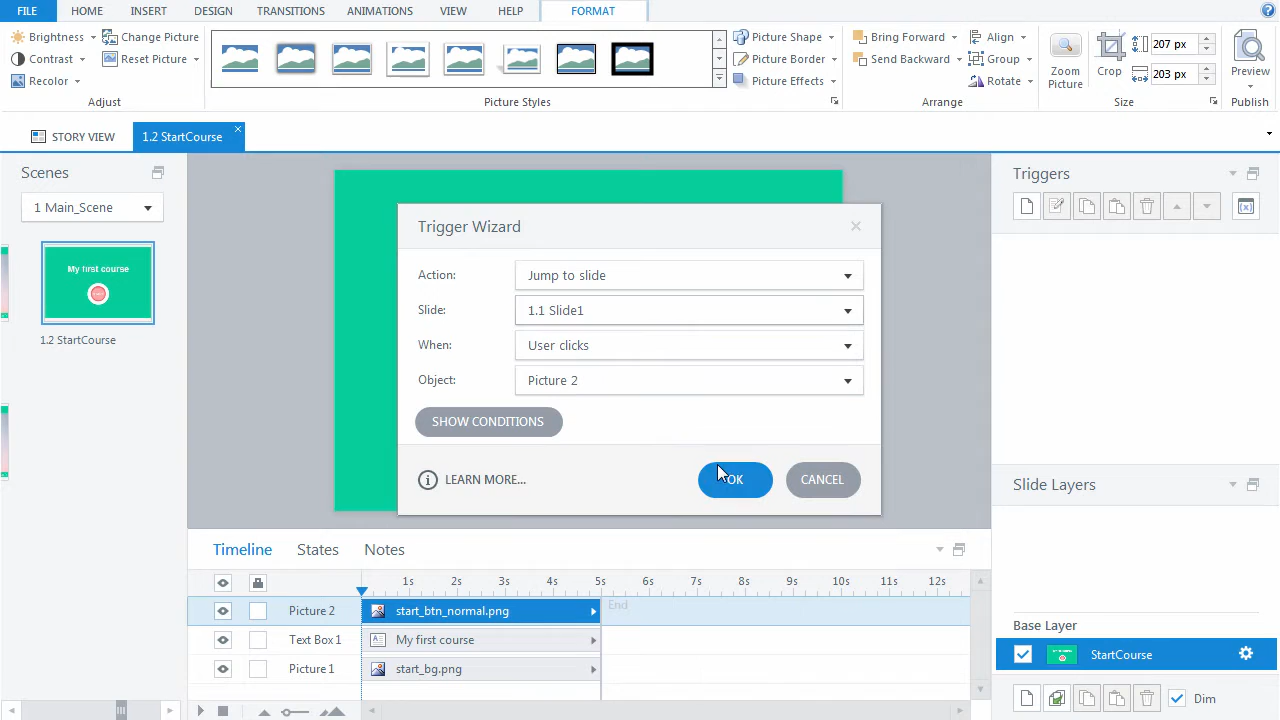 FILE HOME INSERT DESIGN TRANSITIONS ANIMATIONS VIEW HELP FORMAT
Brightness Change Picture Picture Shape Bring Forward Align 207 px
Contrast Reset Picture Picture Border Send Backward Group Zoom Picture Crop 203 px Preview
Recolor Picture Effects Rotate
Adjust Picture Styles Arrange Size Publish
STORY VIEW 1.2 StartCourse
Scenes
1 Main_Scene
My first course
1.2 StartCourse
Trigger Wizard
Action: Jump to slide
Slide: 1.1 Slide1
When: User clicks
Object: Picture 2
SHOW CONDITIONS
i LEARN MORE... OK CANCEL
Triggers
(x)
Slide Layers
Base Layer
StartCourse
Dim
Timeline States Notes
1s 2s 3s 4s 5s 6s 7s 8s 9s 10s 11s 12s
Picture 2 start_btn_normal.png End
Text Box 1 My first course
Picture 1 start_bg.png